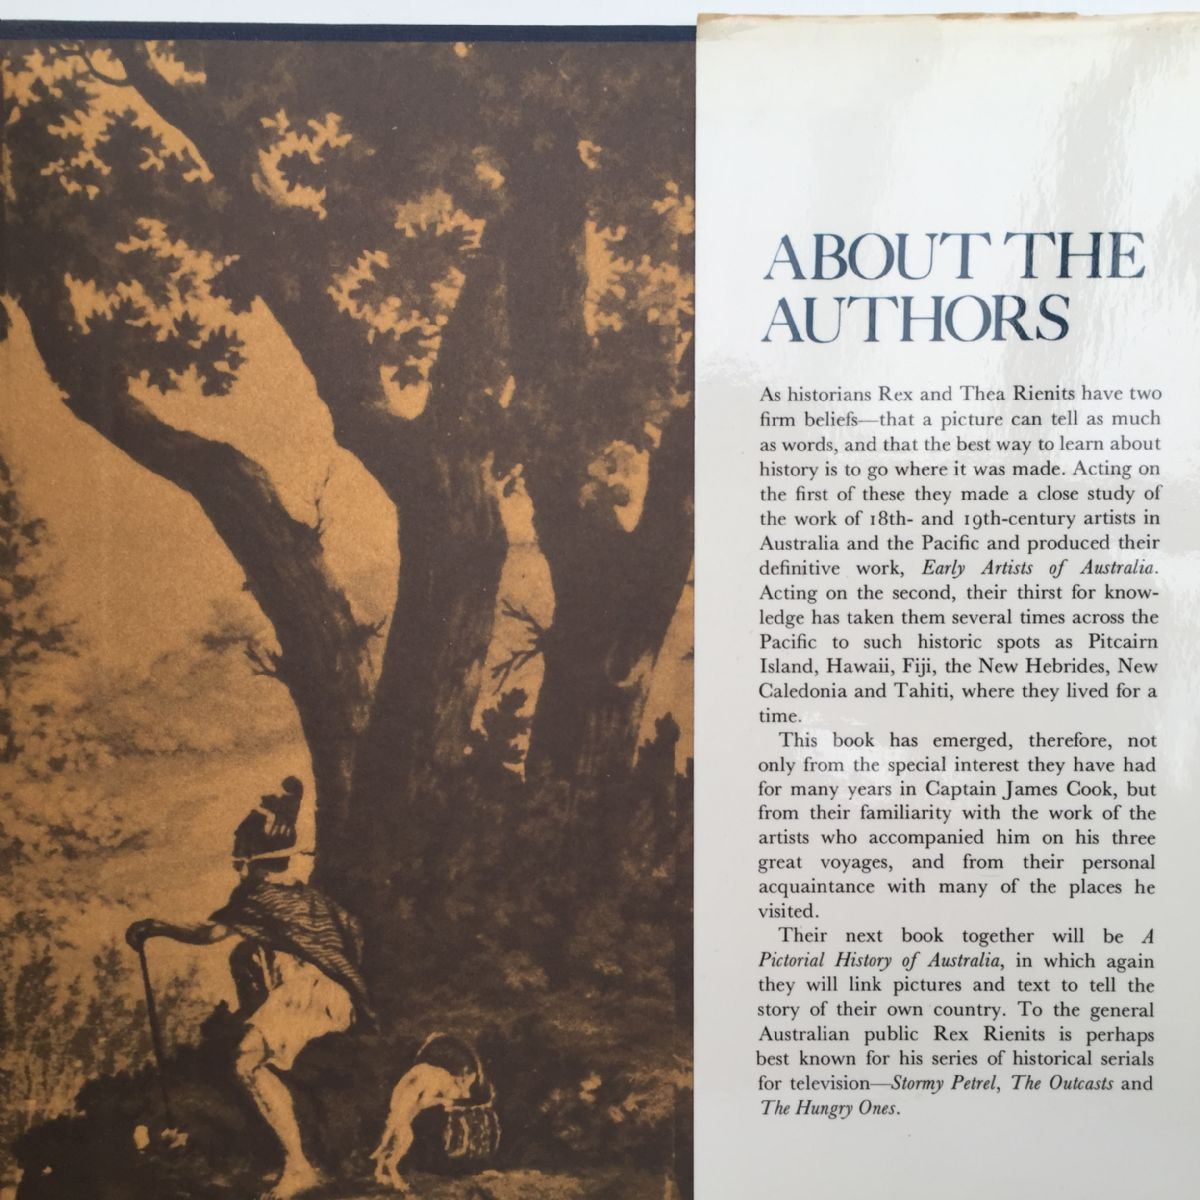 ABOUT THE
AUTHORS
As historians Rex and Thea Rienits have two
firm beliefs—that a picture can tell as much
as words, and that the best way to learn about
history is to go where it was made. Acting on
the first of these they made a close study of
the work of 18th- and 19th-century artists in
Australia and the Pacific and produced their
definitive work, Early Artists of Australia.
Acting on the second, their thirst for know-
ledge has taken them several times across the
Pacific to such historic spots as Pitcairn
Island, Hawaii, Fiji, the New Hebrides, New
Caledonia and Tahiti, where they lived for a
time.
This book has emerged, therefore, not
only from the special interest they have had
for many years in Captain James Cook, but
from their familiarity with the work of the
artists who accompanied him on his three
great voyages, and from their personal
acquaintance with many of the places he
visited.
Their next book together will be A
Pictorial History of Australia, in which again
they will link pictures and text to tell the
story of their own country. To the general
Australian public Rex Rienits is perhaps
best known for his series of historical serials
for television—Stormy Petrel, The Outcasts and
The Hungry Ones.